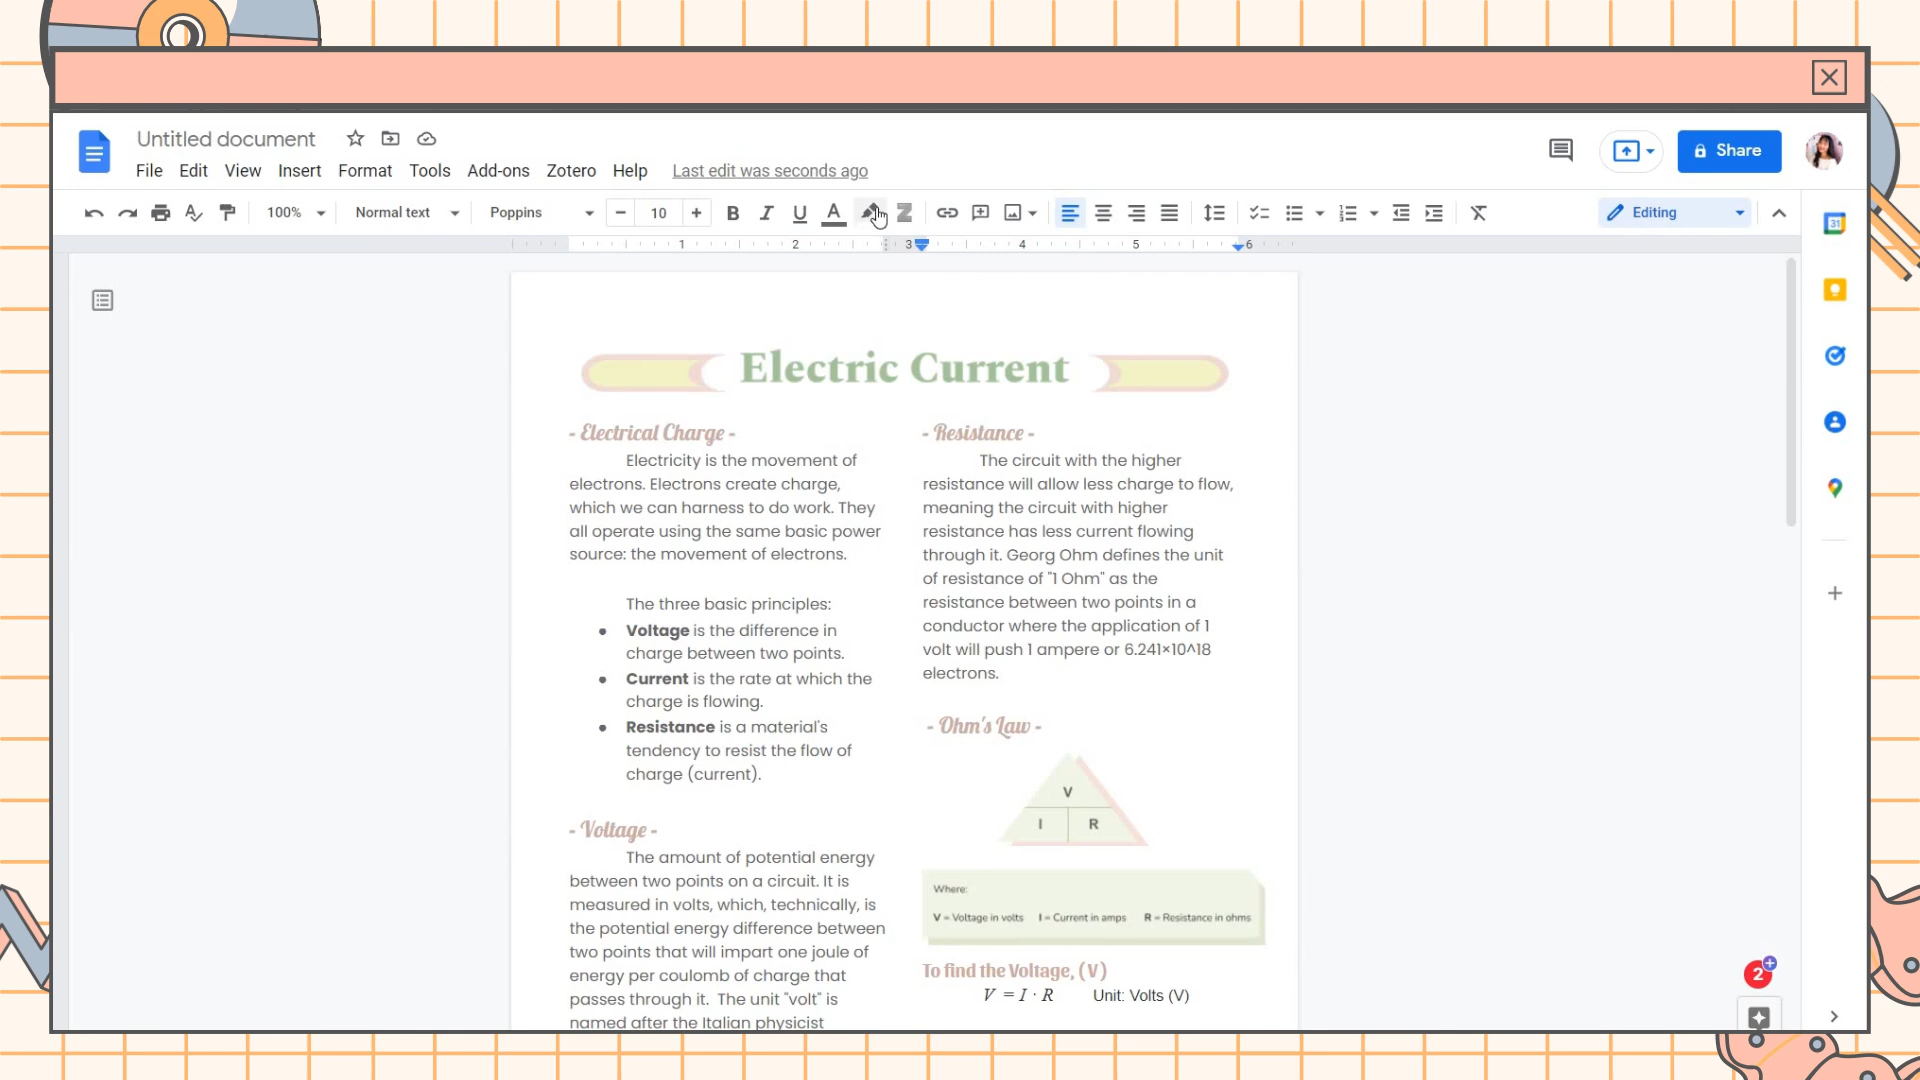 Untitled document
File Edit View Insert Format Tools Add-ons Zotero Help Last edit was seconds ago
Share
100% Normal text Poppins 10 B I U A Z Editing
1 2 3 4 5 6
31
Electric Current
- Electrical Charge -
Electricity is the movement of
electrons. Electrons create charge,
which we can harness to do work. They
all operate using the same basic power
source: the movement of electrons.
The three basic principles:
● Voltage is the difference in
charge between two points.
● Current is the rate at which the
charge is flowing.
● Resistance is a material's
tendency to resist the flow of
charge (current).
- Voltage -
The amount of potential energy
between two points on a circuit. It is
measured in volts, which, technically, is
the potential energy difference between
two points that will impart one joule of
energy per coulomb of charge that
passes through it. The unit "volt" is
named after the Italian physicist
- Resistance -
The circuit with the higher
resistance will allow less charge to flow,
meaning the circuit with higher
resistance has less current flowing
through it. Georg Ohm defines the unit
of resistance of "1 Ohm" as the
resistance between two points in a
conductor where the application of 1
volt will push 1 ampere or 6.241×10^18
electrons.
- Ohm's Law -
V
I R
Where:
V = Voltage in volts I = Current in amps R = Resistance in ohms
To find the Voltage, (V)
V = I · R Unit: Volts (V)
2